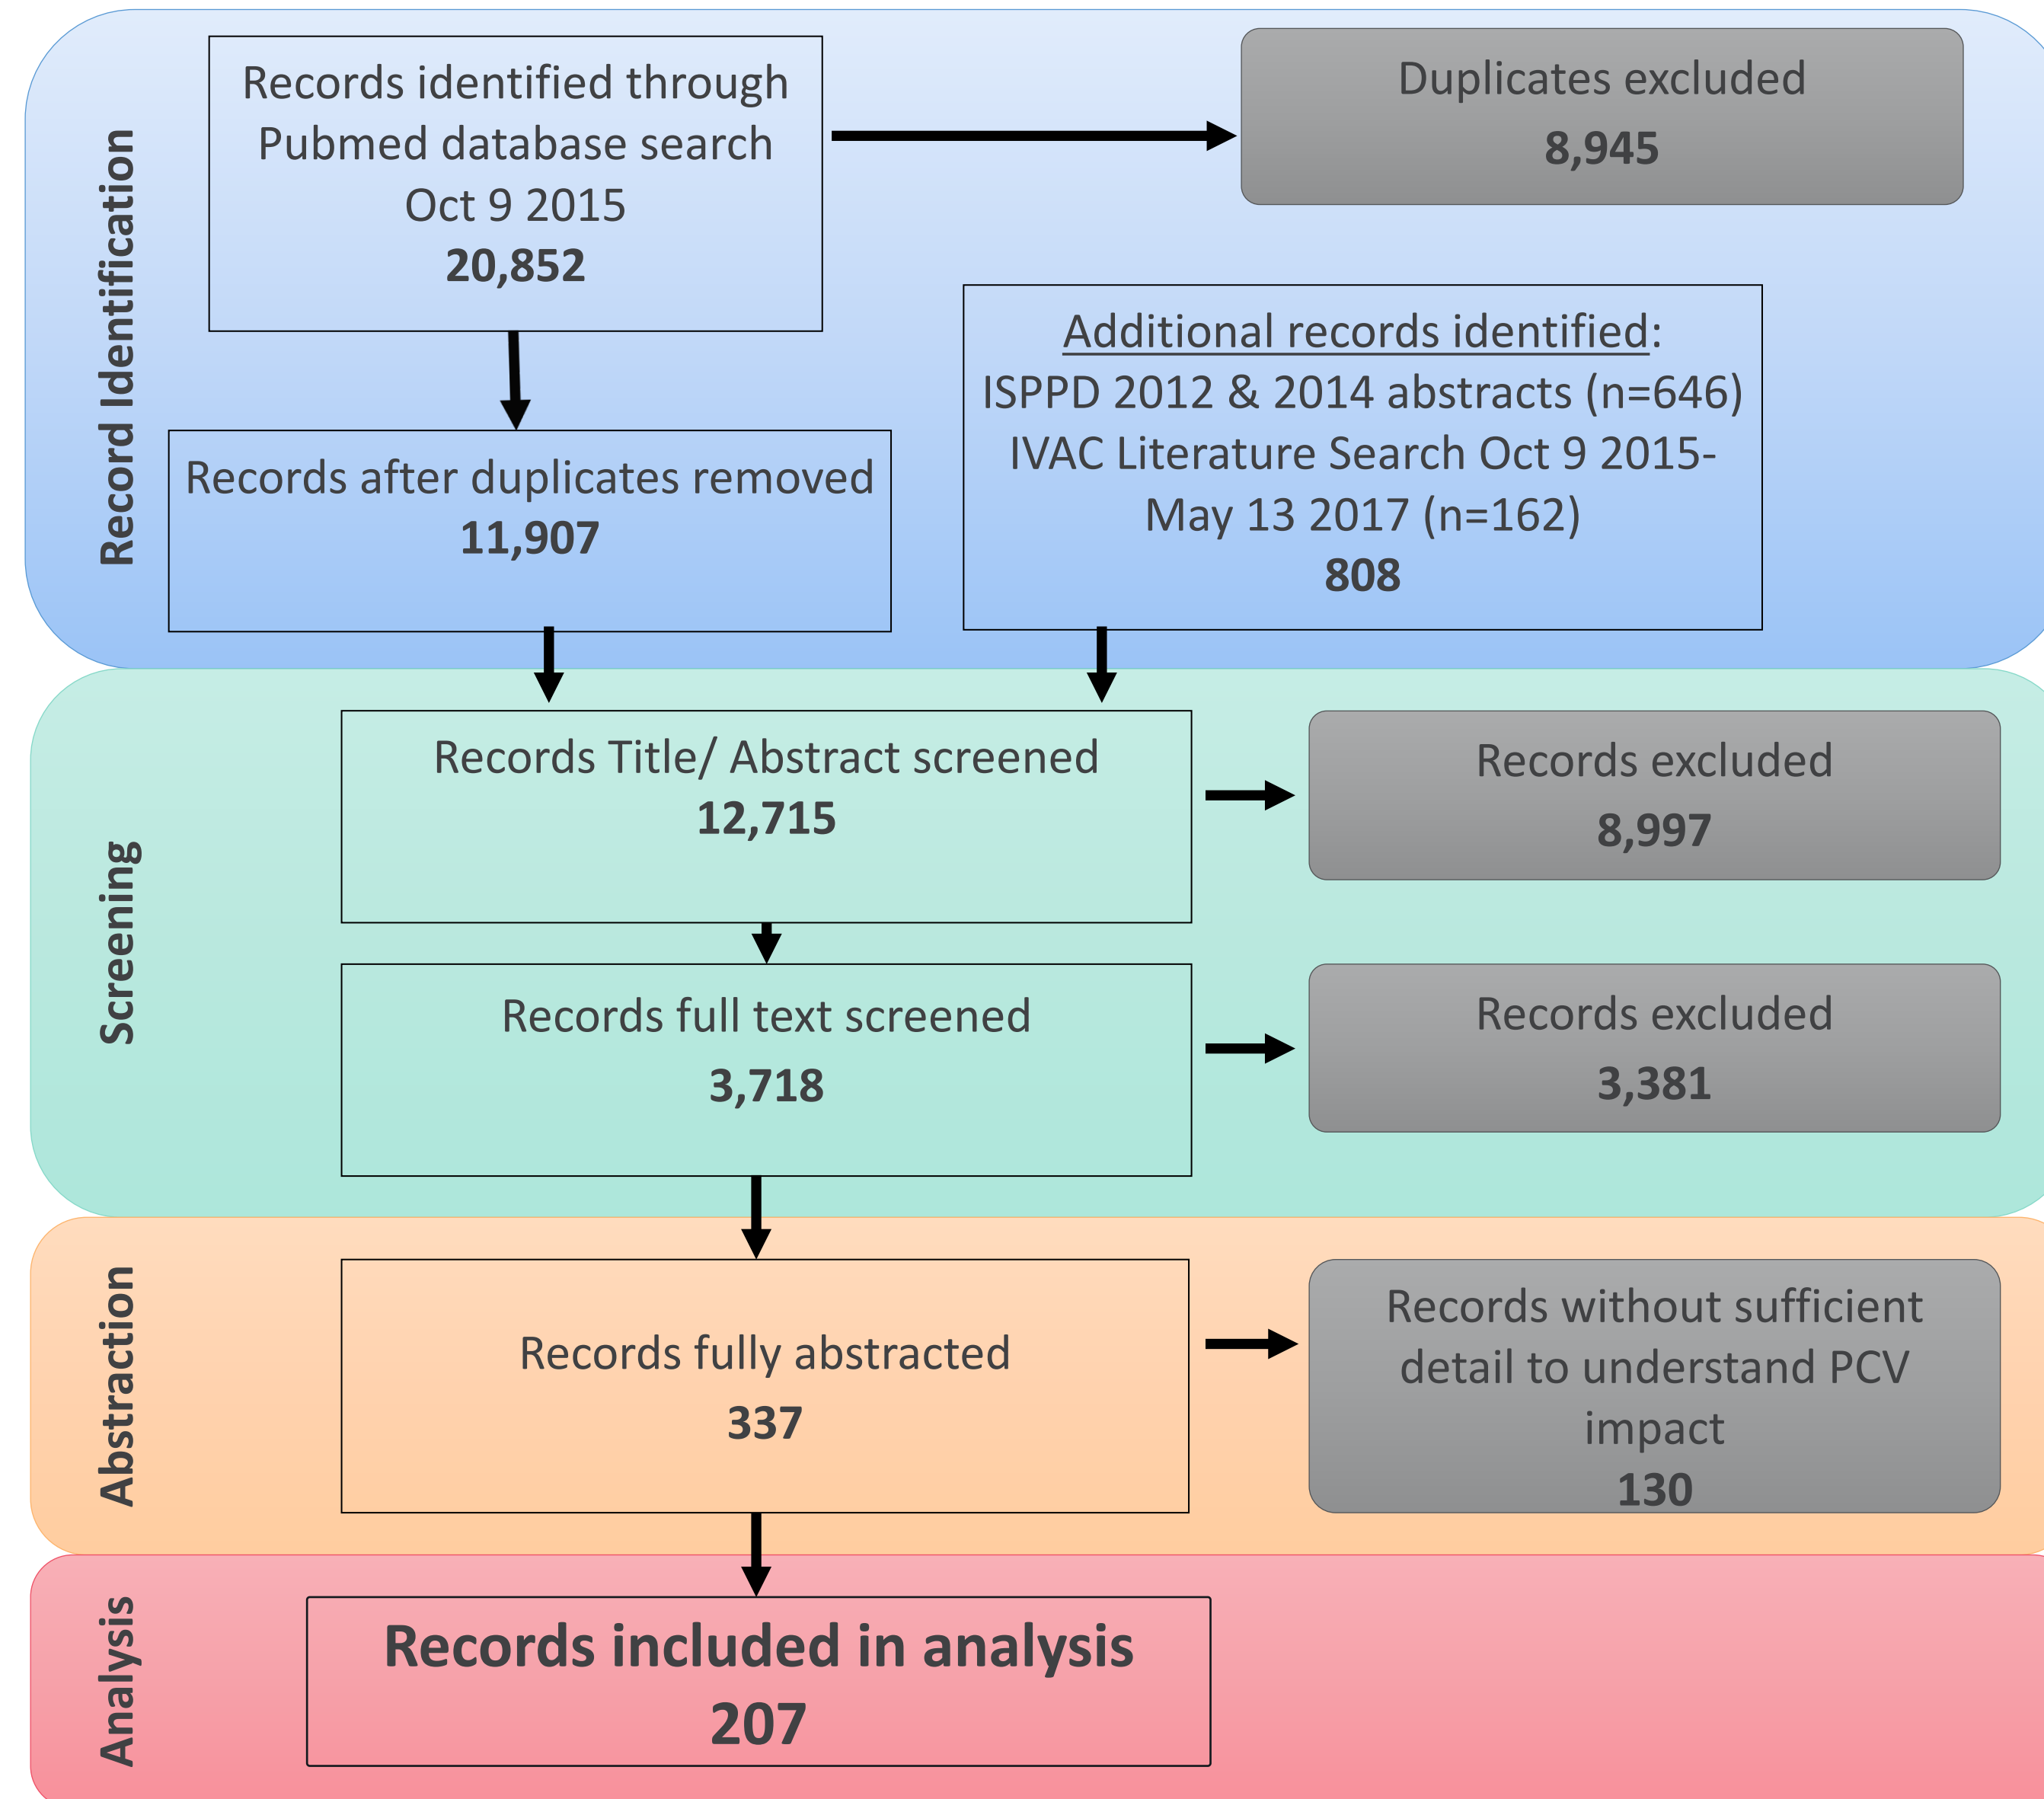 Record Identification
Records identified through
Pubmed database search
Oct 9 2015
20,852
Duplicates excluded
8,945
Records after duplicates removed
11,907
Additional records identified:
ISPPD 2012 & 2014 abstracts (n=646)
IVAC Literature Search Oct 9 2015-
May 13 2017 (n=162)
808
Screening
Records Title/ Abstract screened
12,715
Records excluded
8,997
Records full text screened
3,718
Records excluded
3,381
Abstraction
Records fully abstracted
337
Records without sufficient
detail to understand PCV
impact
130
Analysis
Records included in analysis
207